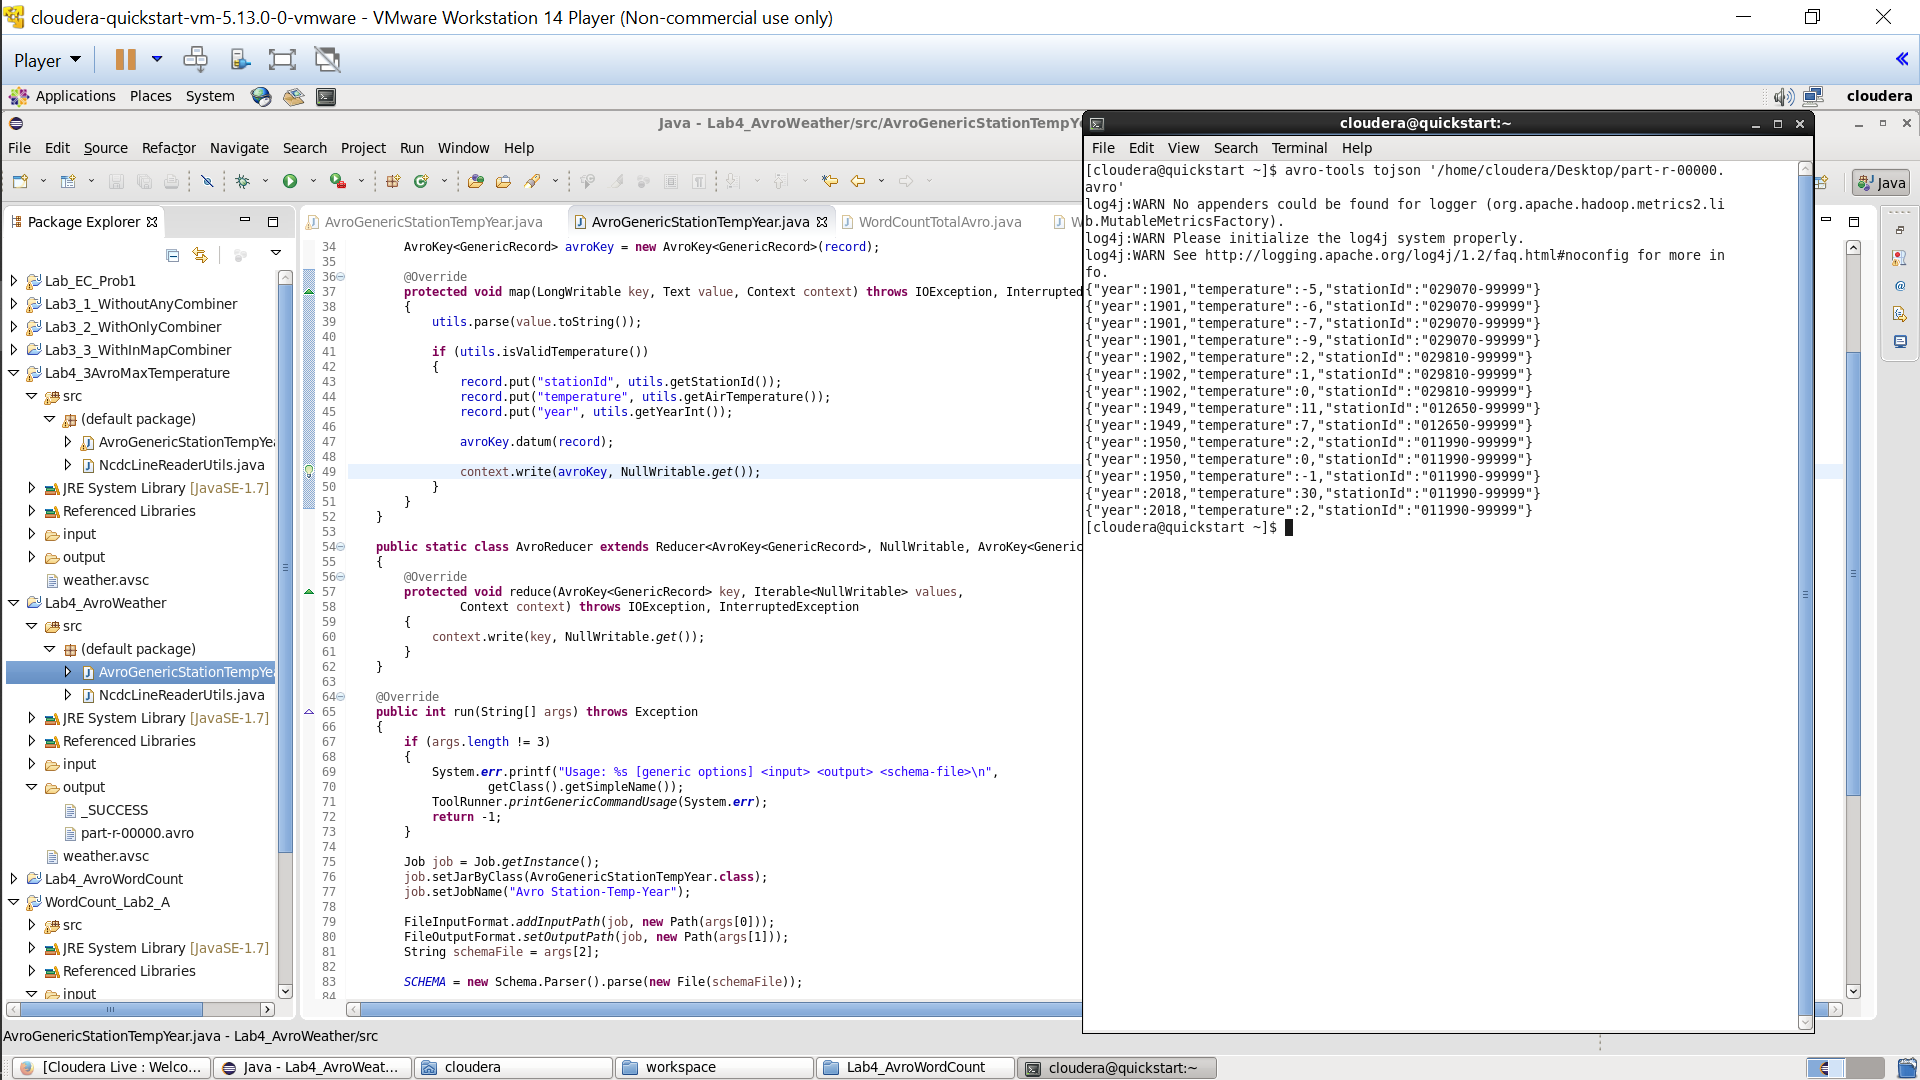 cloudera-quickstart-vm-5.13.0-0-vmware - VMware Workstation 14 Player (Non-commercial use only)
Player
Applications Places System
cloudera
Java - Lab4_AvroWeather/src/AvroGenericStationTempYe
File Edit Source Refactor Navigate Search Project Run Window Help
Java
Package Explorer
Lab_EC_Prob1
Lab3_1_WithoutAnyCombiner
Lab3_2_WithOnlyCombiner
Lab3_3_WithInMapCombiner
Lab4_3AvroMaxTemperature
src
(default package)
AvroGenericStationTempYea
NcdcLineReaderUtils.java
JRE System Library [JavaSE-1.7]
Referenced Libraries
input
output
weather.avsc
Lab4_AvroWeather
src
(default package)
AvroGenericStationTempYea
NcdcLineReaderUtils.java
JRE System Library [JavaSE-1.7]
Referenced Libraries
input
output
_SUCCESS
part-r-00000.avro
weather.avsc
Lab4_AvroWordCount
WordCount_Lab2_A
src
JRE System Library [JavaSE-1.7]
Referenced Libraries
input
AvroGenericStationTempYear.java AvroGenericStationTempYear.java WordCountTotalAvro.java W
34 AvroKey<GenericRecord> avroKey = new AvroKey<GenericRecord>(record);
35
36 @Override
37 protected void map(LongWritable key, Text value, Context context) throws IOException, Interrupted
38 {
39 utils.parse(value.toString());
40
41 if (utils.isValidTemperature())
42 {
43 record.put("stationId", utils.getStationId());
44 record.put("temperature", utils.getAirTemperature());
45 record.put("year", utils.getYearInt());
46
47 avroKey.datum(record);
48
49 context.write(avroKey, NullWritable.get());
50 }
51 }
52 }
53
54 public static class AvroReducer extends Reducer<AvroKey<GenericRecord>, NullWritable, AvroKey<Generic
55 {
56 @Override
57 protected void reduce(AvroKey<GenericRecord> key, Iterable<NullWritable> values,
58 Context context) throws IOException, InterruptedException
59 {
60 context.write(key, NullWritable.get());
61 }
62 }
63
64 @Override
65 public int run(String[] args) throws Exception
66 {
67 if (args.length != 3)
68 {
69 System.err.printf("Usage: %s [generic options] <input> <output> <schema-file>\n",
70 getClass().getSimpleName());
71 ToolRunner.printGenericCommandUsage(System.err);
72 return -1;
73 }
74
75 Job job = Job.getInstance();
76 job.setJarByClass(AvroGenericStationTempYear.class);
77 job.setJobName("Avro Station-Temp-Year");
78
79 FileInputFormat.addInputPath(job, new Path(args[0]));
80 FileOutputFormat.setOutputPath(job, new Path(args[1]));
81 String schemaFile = args[2];
82
83 SCHEMA = new Schema.Parser().parse(new File(schemaFile));
84
cloudera@quickstart:~
File Edit View Search Terminal Help
[cloudera@quickstart ~]$ avro-tools tojson '/home/cloudera/Desktop/part-r-00000.
avro'
log4j:WARN No appenders could be found for logger (org.apache.hadoop.metrics2.li
b.MutableMetricsFactory).
log4j:WARN Please initialize the log4j system properly.
log4j:WARN See http://logging.apache.org/log4j/1.2/faq.html#noconfig for more in
fo.
{"year":1901,"temperature":-5,"stationId":"029070-99999"}
{"year":1901,"temperature":-6,"stationId":"029070-99999"}
{"year":1901,"temperature":-7,"stationId":"029070-99999"}
{"year":1901,"temperature":-9,"stationId":"029070-99999"}
{"year":1902,"temperature":2,"stationId":"029810-99999"}
{"year":1902,"temperature":1,"stationId":"029810-99999"}
{"year":1902,"temperature":0,"stationId":"029810-99999"}
{"year":1949,"temperature":11,"stationId":"012650-99999"}
{"year":1949,"temperature":7,"stationId":"012650-99999"}
{"year":1950,"temperature":2,"stationId":"011990-99999"}
{"year":1950,"temperature":0,"stationId":"011990-99999"}
{"year":1950,"temperature":-1,"stationId":"011990-99999"}
{"year":2018,"temperature":30,"stationId":"011990-99999"}
{"year":2018,"temperature":2,"stationId":"011990-99999"}
[cloudera@quickstart ~]$
AvroGenericStationTempYear.java - Lab4_AvroWeather/src
[Cloudera Live : Welco... Java - Lab4_AvroWeat... cloudera workspace Lab4_AvroWordCount cloudera@quickstart:~